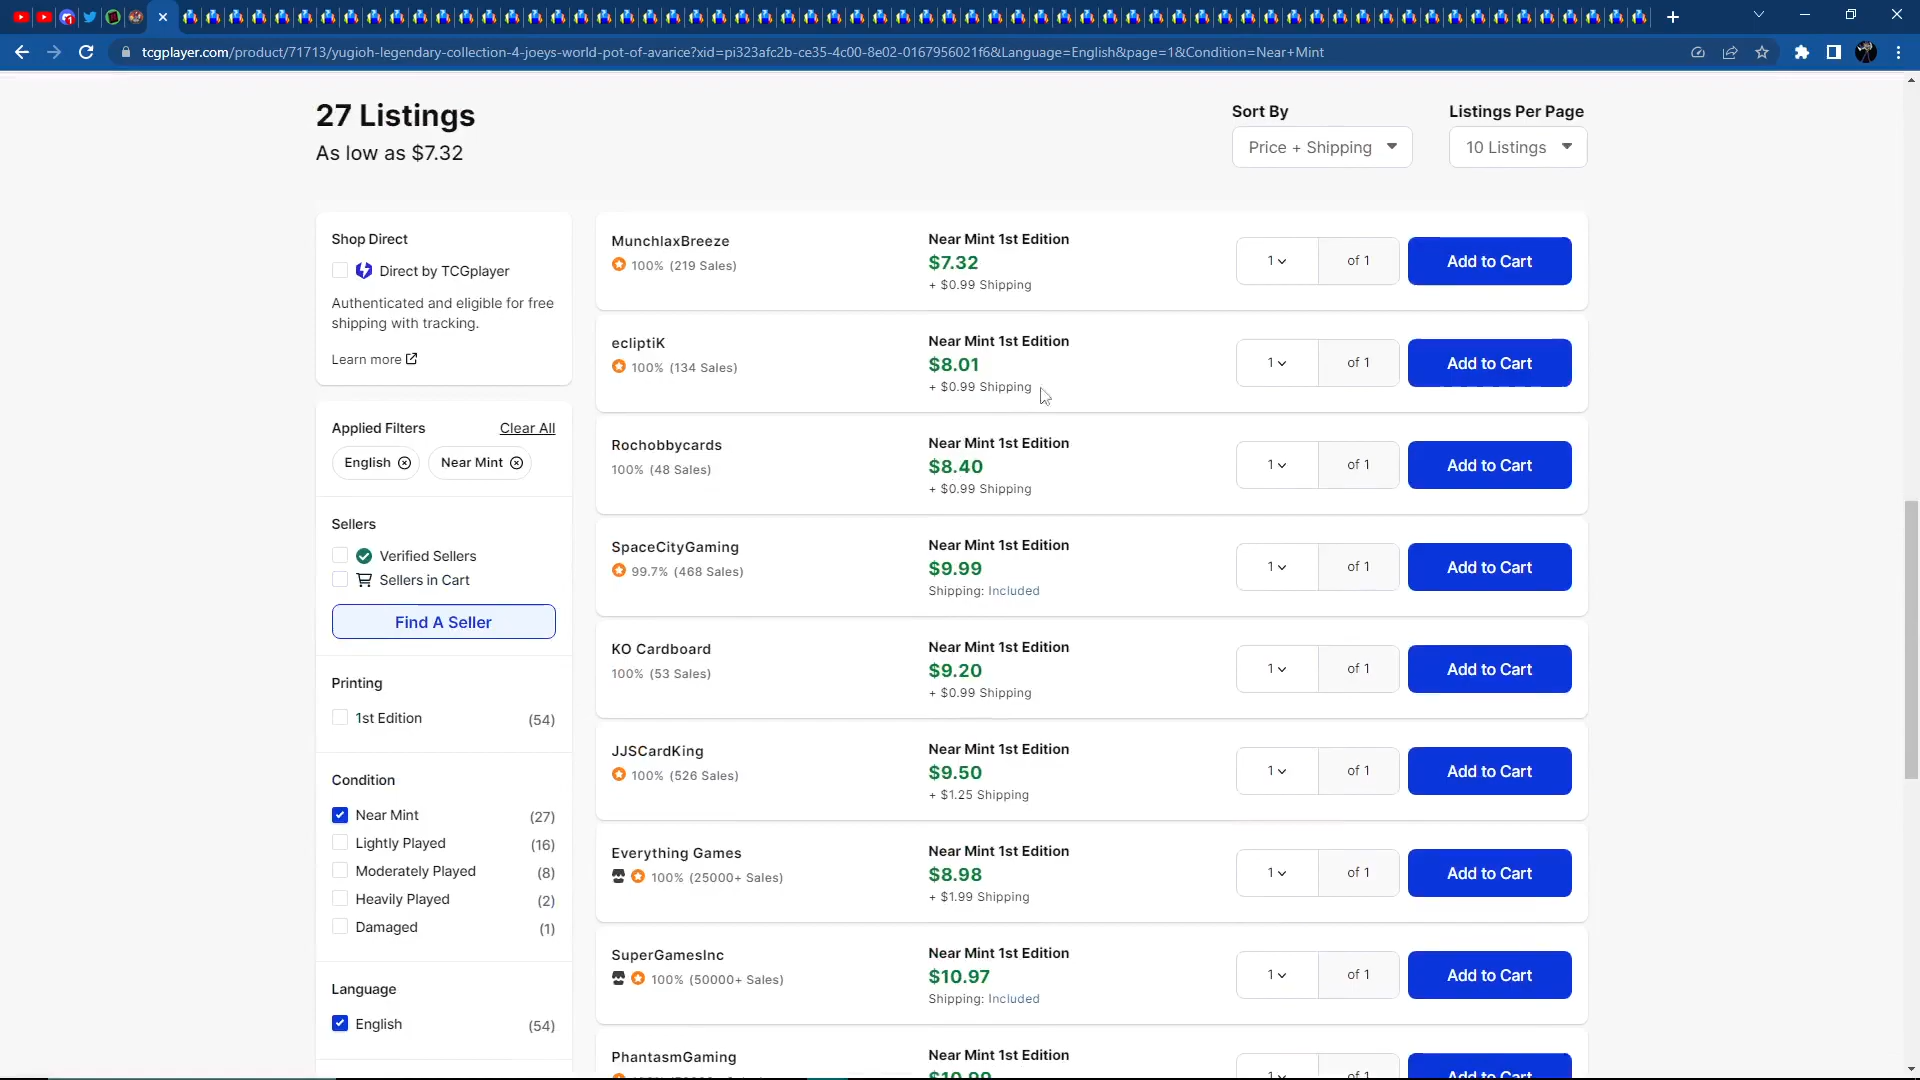 tcgplayer.com/product/71713/yugioh-legendary-collection-4-joeys-world-pot-of-avarice?xid=pi323afc2b-ce35-4c00-8e02-0167956021f6&Language=English&page=1&Condition=Near+Mint
27 Listings
As low as $7.32
Sort By
Price + Shipping
Listings Per Page
10 Listings
Shop Direct
Direct by TCGplayer
Authenticated and eligible for free
shipping with tracking.
Learn more
Applied Filters
Clear All
English
Near Mint
Sellers
Verified Sellers
Sellers in Cart
Find A Seller
Printing
1st Edition (54)
Condition
Near Mint (27)
Lightly Played (16)
Moderately Played (8)
Heavily Played (2)
Damaged (1)
Language
English (54)
MunchlaxBreeze
100% (219 Sales)
Near Mint 1st Edition
$7.32
+ $0.99 Shipping
1 of 1
Add to Cart
ecliptiK
100% (134 Sales)
Near Mint 1st Edition
$8.01
+ $0.99 Shipping
1 of 1
Add to Cart
Rochobbycards
100% (48 Sales)
Near Mint 1st Edition
$8.40
+ $0.99 Shipping
1 of 1
Add to Cart
SpaceCityGaming
99.7% (468 Sales)
Near Mint 1st Edition
$9.99
Shipping: Included
1 of 1
Add to Cart
KO Cardboard
100% (53 Sales)
Near Mint 1st Edition
$9.20
+ $0.99 Shipping
1 of 1
Add to Cart
JJSCardKing
100% (526 Sales)
Near Mint 1st Edition
$9.50
+ $1.25 Shipping
1 of 1
Add to Cart
Everything Games
100% (25000+ Sales)
Near Mint 1st Edition
$8.98
+ $1.99 Shipping
1 of 1
Add to Cart
SuperGamesInc
100% (50000+ Sales)
Near Mint 1st Edition
$10.97
Shipping: Included
1 of 1
Add to Cart
PhantasmGaming
Near Mint 1st Edition
$10.99
1 of 1
Add to Cart